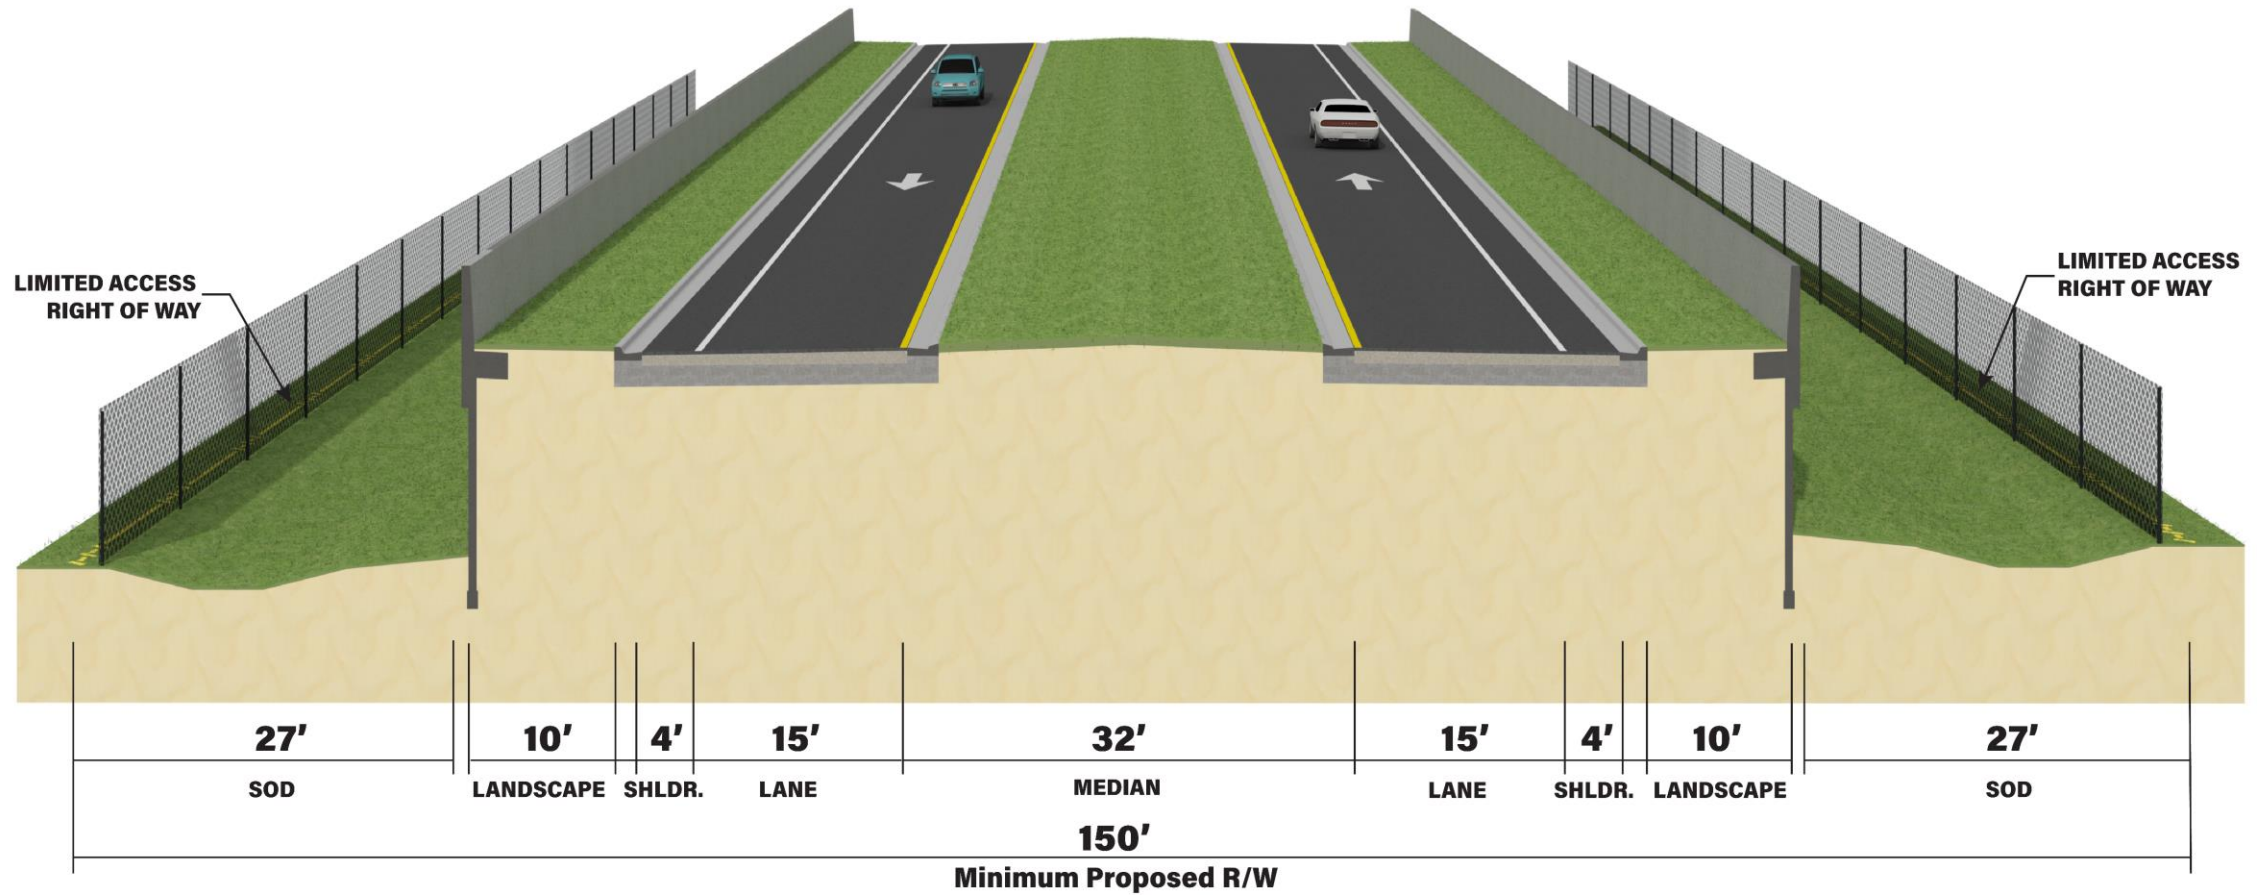 LIMITED ACCESS
RIGHT OF WAY
LIMITED ACCESS
RIGHT OF WAY
27' 10' 4' 15' 32' 15' 4' 10' 27'
SOD LANDSCAPE SHLDR. LANE MEDIAN LANE SHLDR. LANDSCAPE SOD
150'
Minimum Proposed R/W